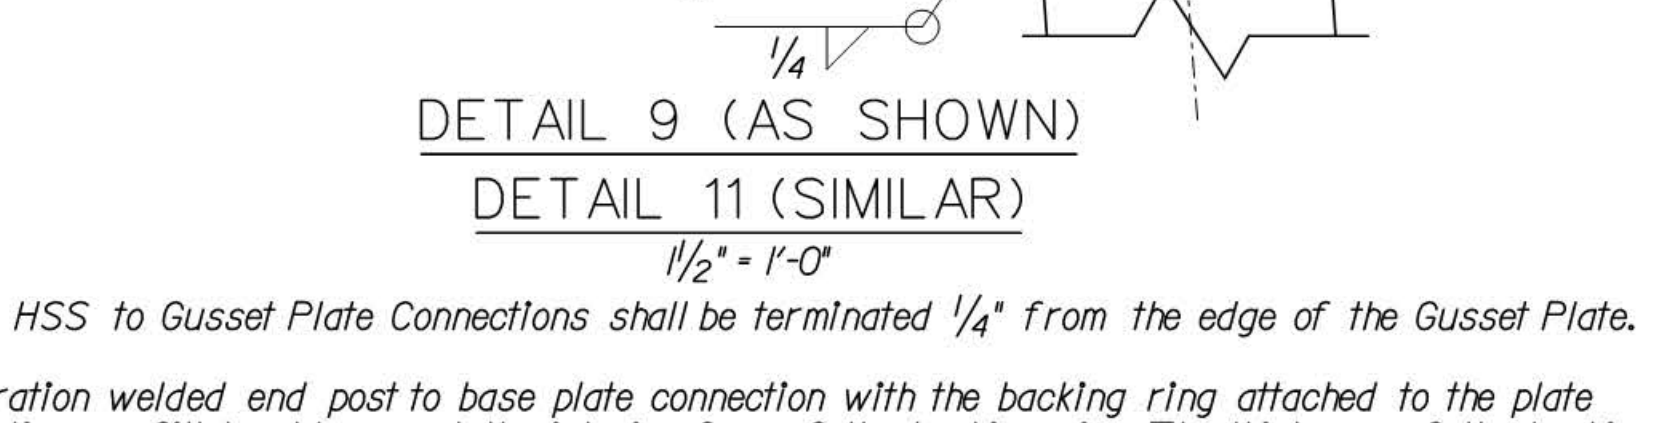 1/4
DETAIL 9 (AS SHOWN)
DETAIL 11 (SIMILAR)
1 1/2" = 1'-0"
HSS to Gusset Plate Connections shall be terminated 1/4" from the edge of the Gusset Plate.
welded end post to base plate connection with the backing ring attached to the plate